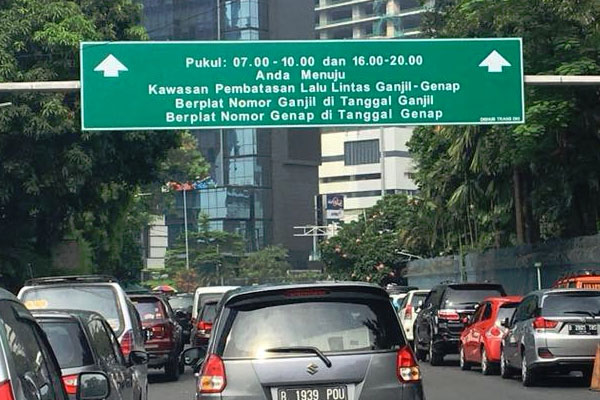 Pukul: 07.00 - 10.00 dan 16.00-20.00
Anda Menuju
Kawasan Pembatasan Lalu Lintas Ganjil - Genap
Berplat Nomor Ganjil di Tanggal Ganjil
Berplat Nomor Genap di Tanggal Genap
B 1939 POU